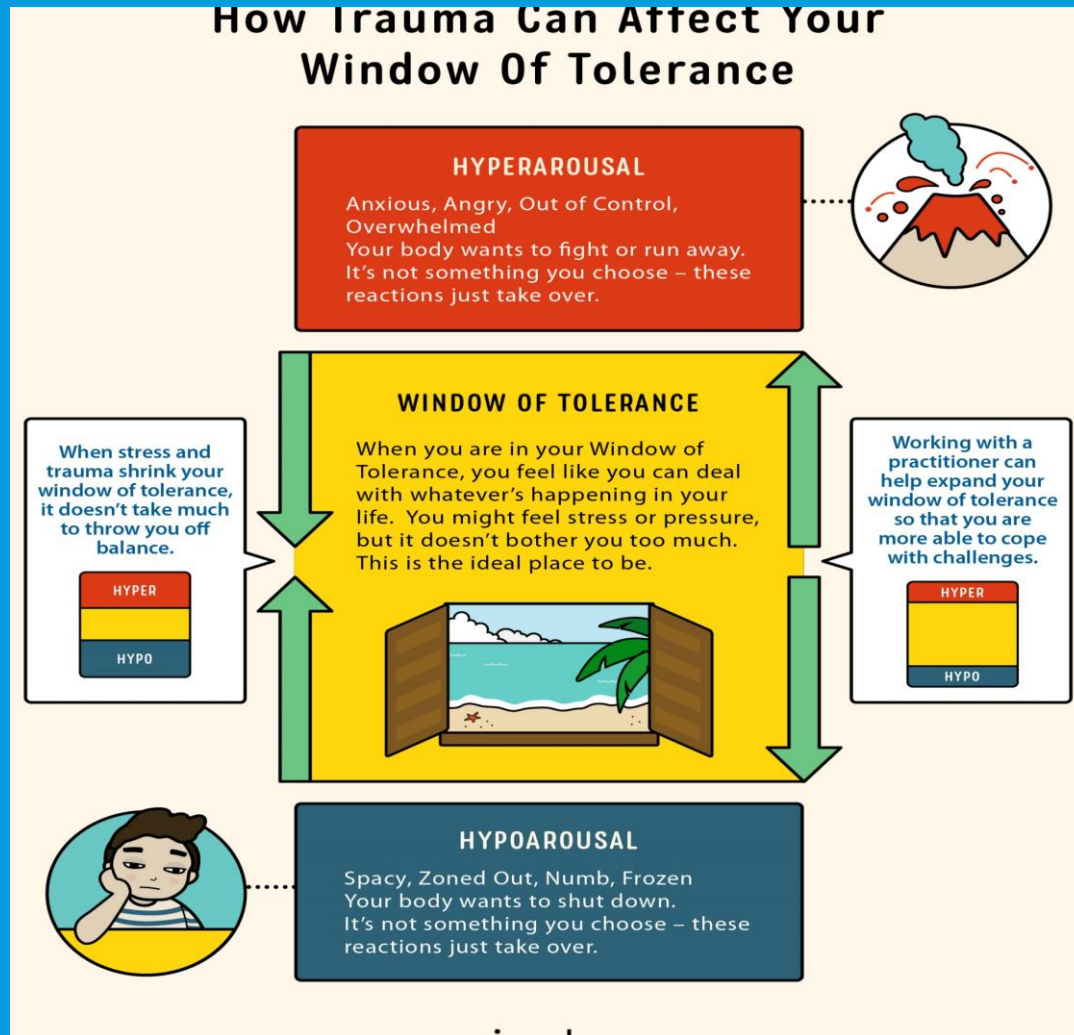 How Trauma Can Affect Your
Window Of Tolerance
HYPERAROUSAL
Anxious, Angry, Out of Control,
Overwhelmed
Your body wants to fight or run away.
It's not something you choose – these
reactions just take over.
When stress and
trauma shrink your
window of tolerance,
it doesn't take much
to throw you off
balance.
HYPER
HYPO
WINDOW OF TOLERANCE
When you are in your Window of
Tolerance, you feel like you can deal
with whatever's happening in your
life. You might feel stress or pressure,
but it doesn't bother you too much.
This is the ideal place to be.
Working with a
practitioner can
help expand your
window of tolerance
so that you are
more able to cope
with challenges.
HYPER
HYPO
HYPOAROUSAL
Spacy, Zoned Out, Numb, Frozen
Your body wants to shut down.
It's not something you choose – these
reactions just take over.